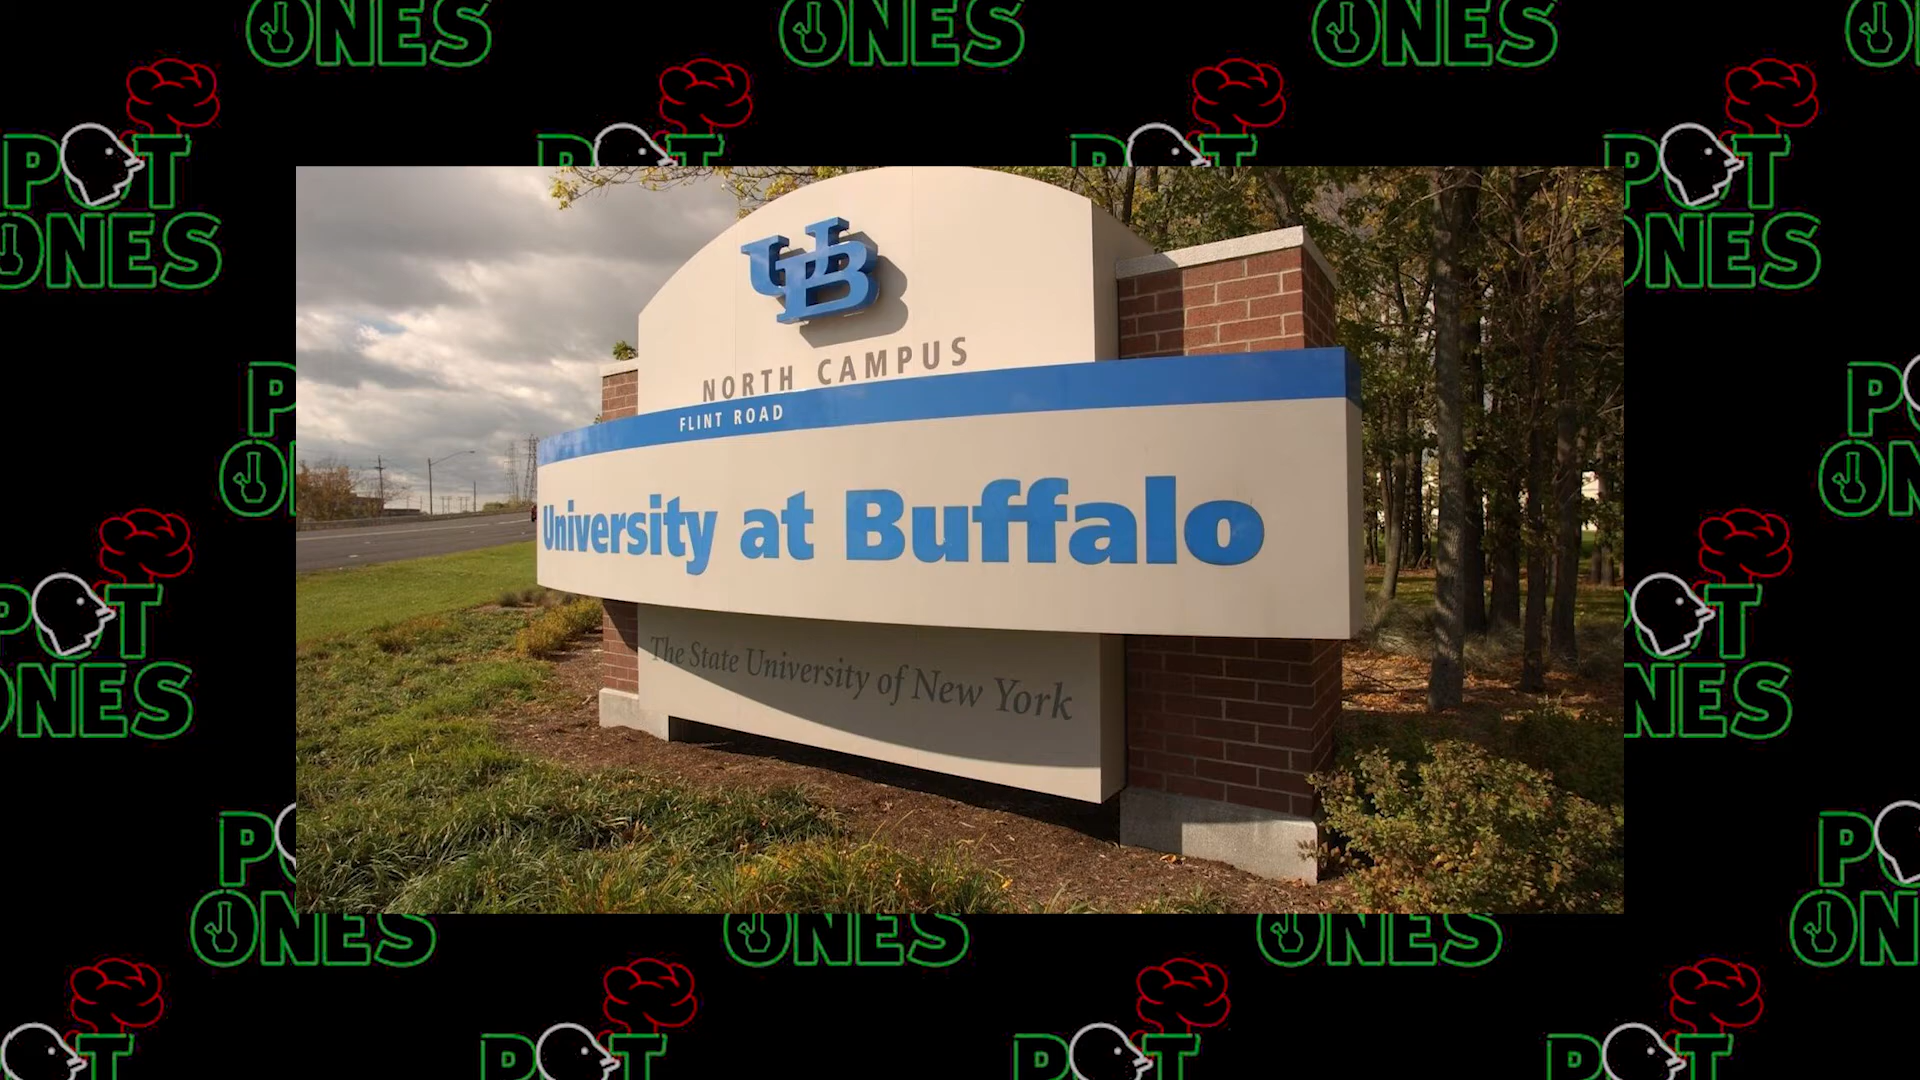 UB
NORTH CAMPUS
FLINT ROAD
University at Buffalo
The State University of New York
POT
ONES